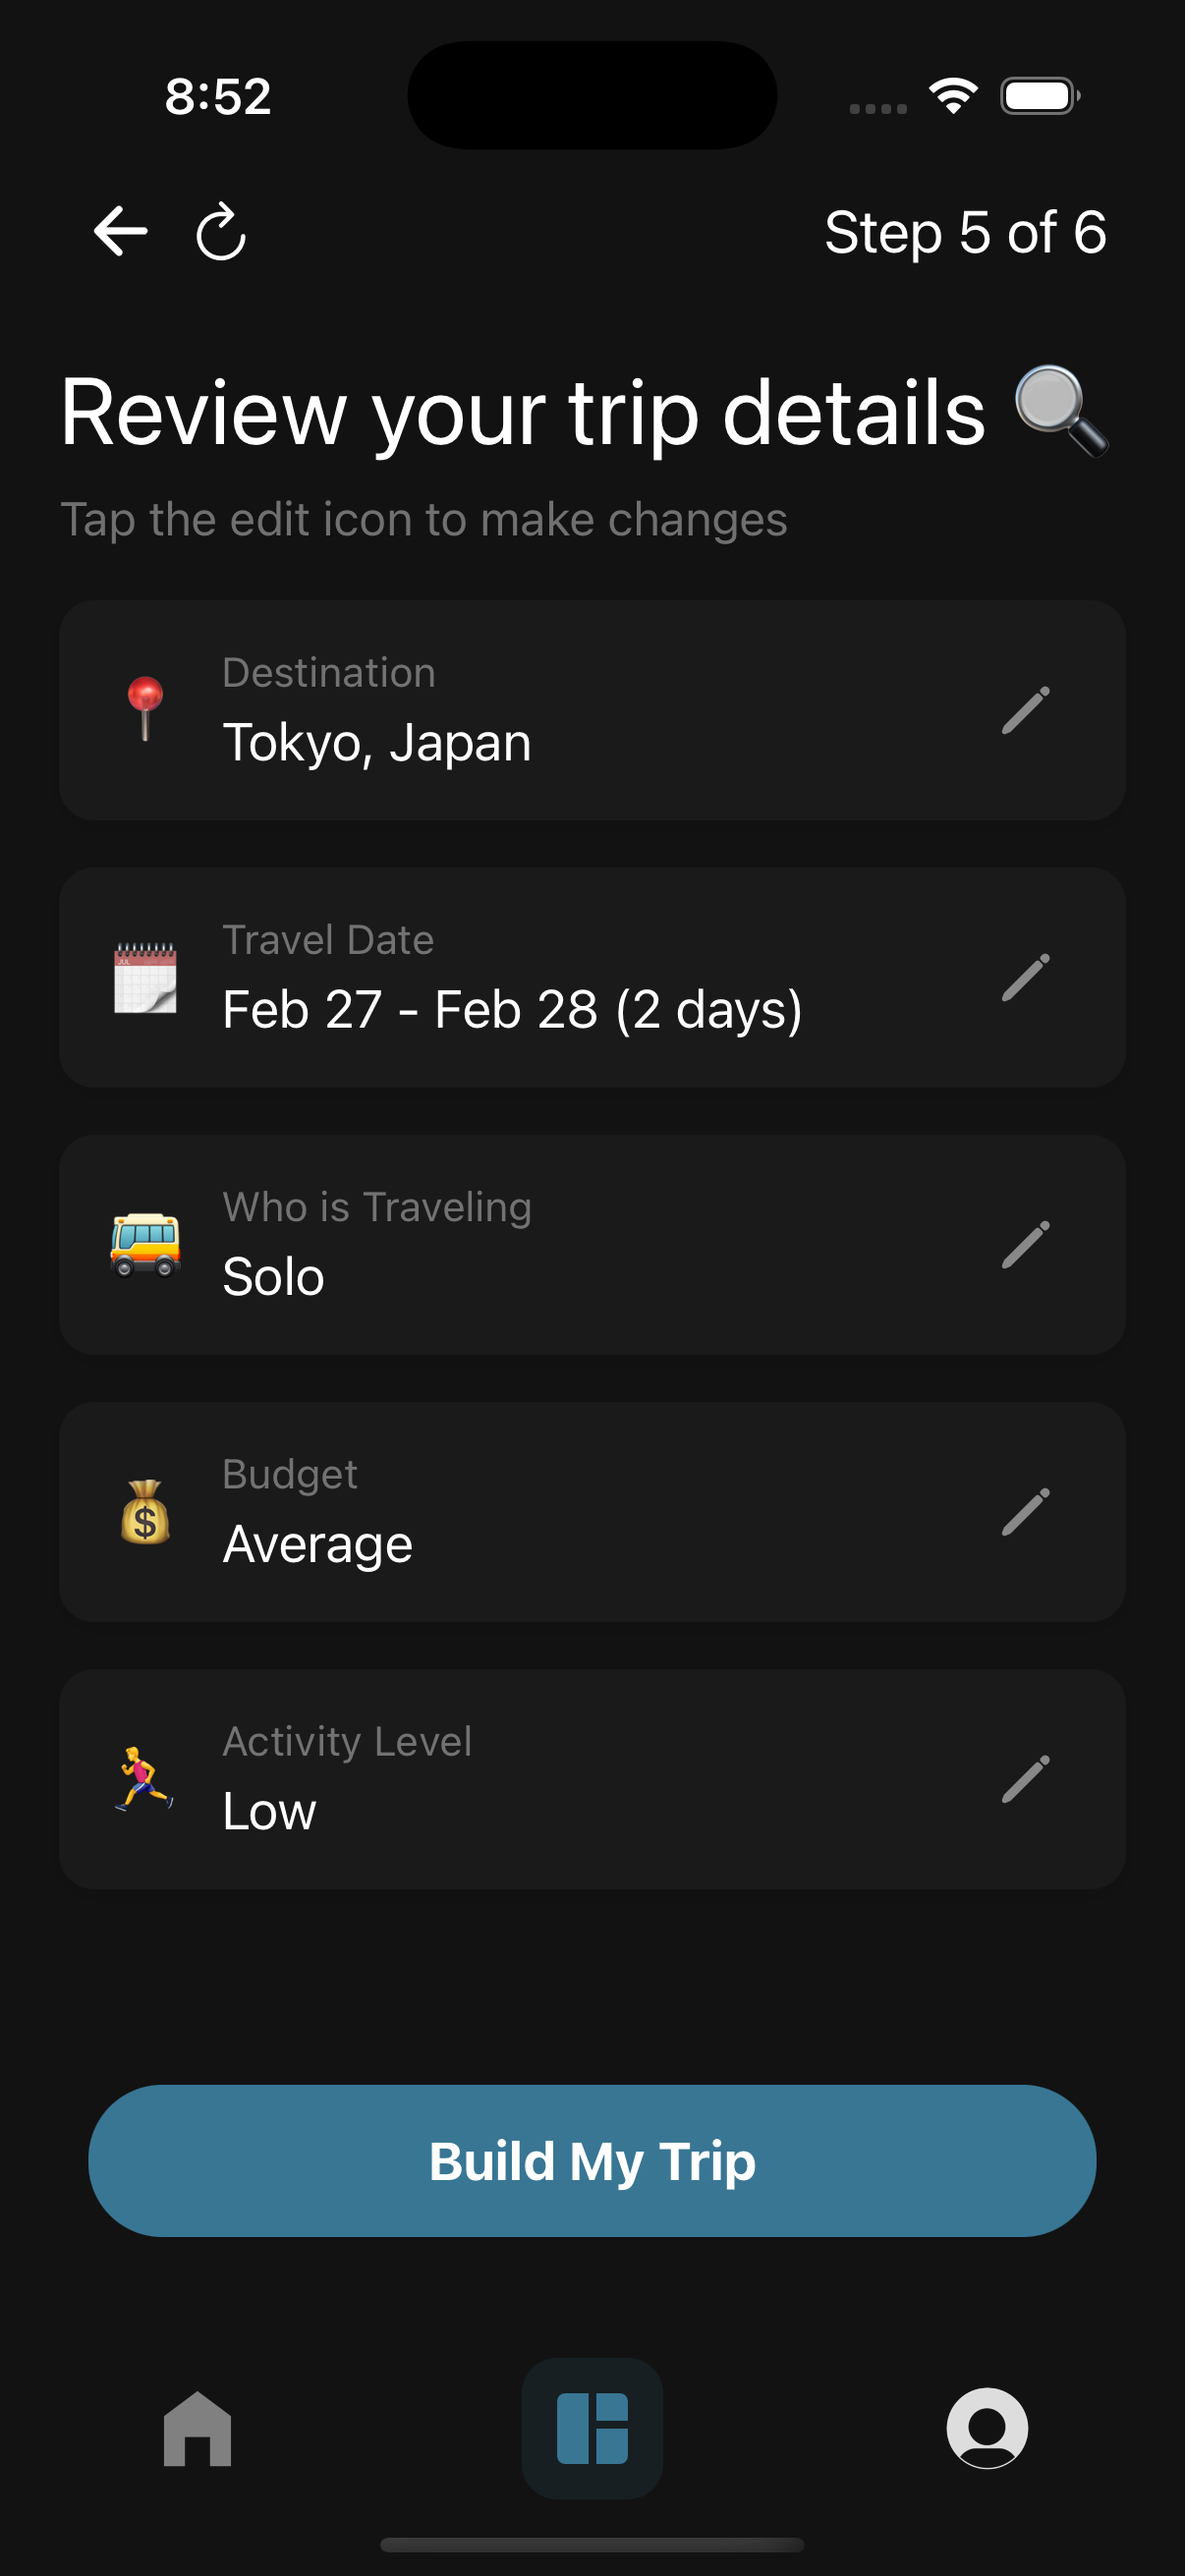 8:52
Step 5 of 6
Review your trip details
Tap the edit icon to make changes
Destination
Tokyo, Japan
Travel Date
Feb 27 - Feb 28 (2 days)
Who is Traveling
Solo
Budget
Average
Activity Level
Low
Build My Trip